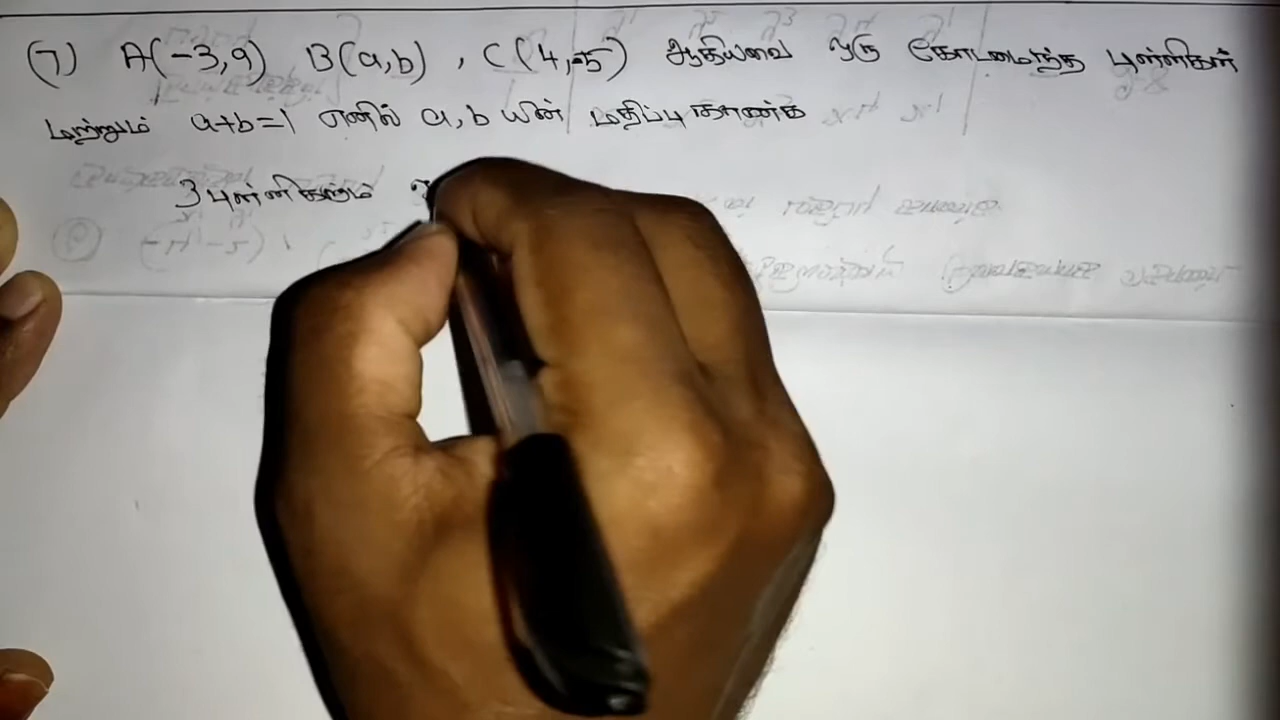 (7) A(-3,9) B(a,b) , C(4,-5) ஆகியவை ஒரு கோடமைந்த புள்ளிகள்
மற்றும் a+b=1 எனில் a,b யின் மதிப்பு காண்க
3 புள்ளிகளும்